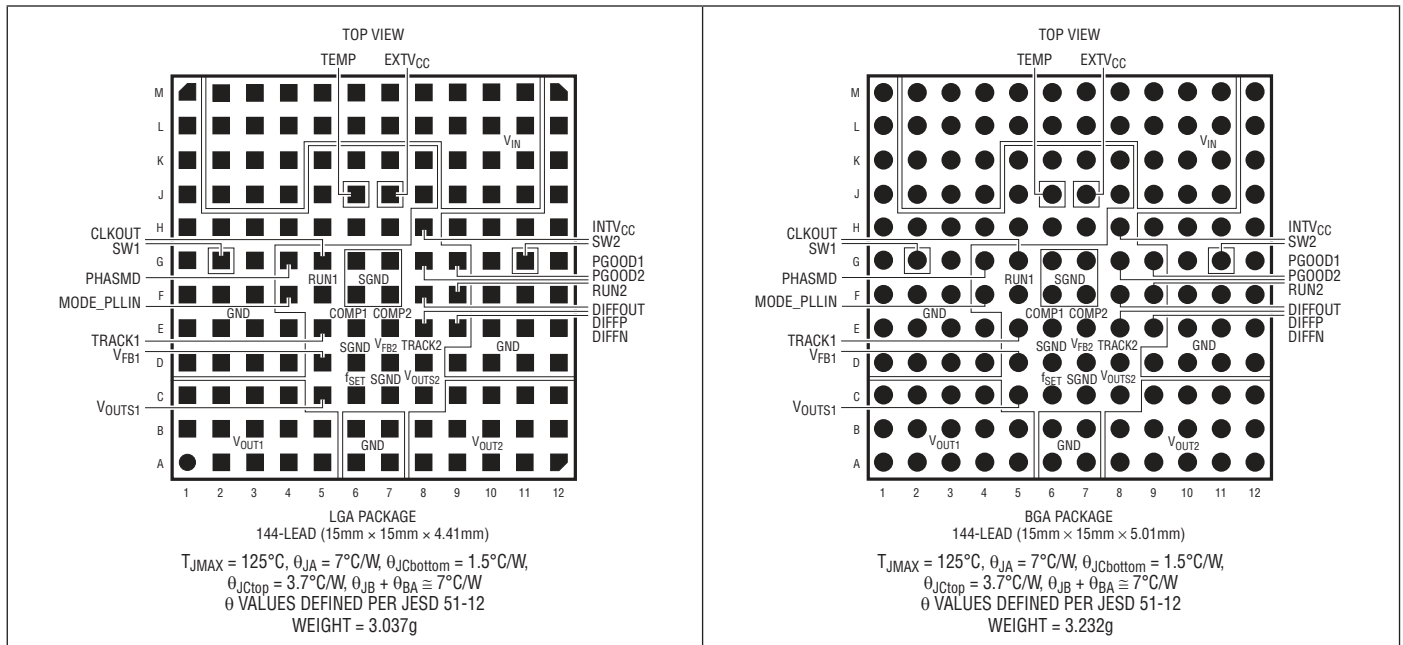 TOP VIEW
TEMP EXTVCC
M
L
VIN
K
J
H
CLKOUT
SW1
INTVCC
SW2
G
PHASMD
RUN1
SGND
PGOOD1
PGOOD2
RUN2
F
MODE_PLLIN
GND
COMP1 COMP2
DIFFOUT
DIFFP
DIFFN
E
TRACK1
SGND VFB2 TRACK2
GND
VFB1
D
fSET SGND VOUTS2
C
VOUTS1
B
VOUT1
GND
VOUT2
A
1 2 3 4 5 6 7 8 9 10 11 12
LGA PACKAGE
144-LEAD (15mm × 15mm × 4.41mm)
TJMAX = 125°C, θJA = 7°C/W, θJCbottom = 1.5°C/W,
θJCtop = 3.7°C/W, θJB + θBA ≅ 7°C/W
θ VALUES DEFINED PER JESD 51-12
WEIGHT = 3.037g
TOP VIEW
TEMP EXTVCC
M
L
VIN
K
J
H
CLKOUT
SW1
INTVCC
SW2
G
PHASMD
RUN1
SGND
PGOOD1
PGOOD2
RUN2
F
MODE_PLLIN
GND
COMP1 COMP2
DIFFOUT
DIFFP
DIFFN
E
TRACK1
SGND VFB2 TRACK2
GND
VFB1
D
fSET SGND VOUTS2
C
VOUTS1
B
VOUT1
GND
VOUT2
A
1 2 3 4 5 6 7 8 9 10 11 12
BGA PACKAGE
144-LEAD (15mm × 15mm × 5.01mm)
TJMAX = 125°C, θJA = 7°C/W, θJCbottom = 1.5°C/W,
θJCtop = 3.7°C/W, θJB + θBA ≅ 7°C/W
θ VALUES DEFINED PER JESD 51-12
WEIGHT = 3.232g